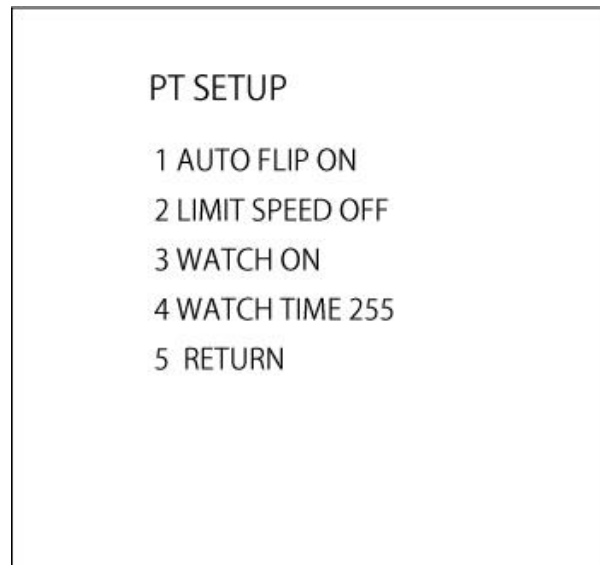 PT SETUP
1 AUTO FLIP ON
2 LIMIT SPEED OFF
3 WATCH ON
4 WATCH TIME 255
5 RETURN